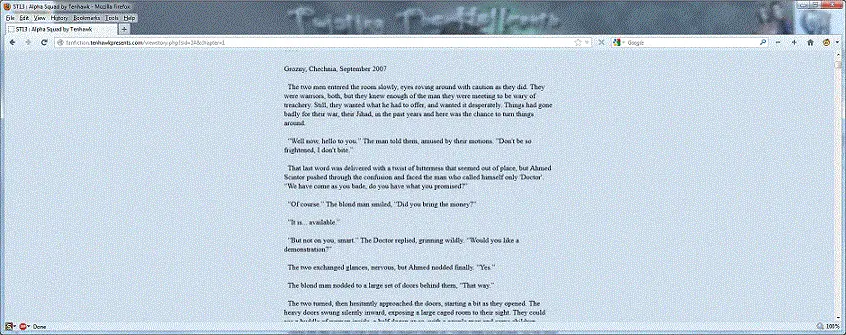 ST13 : Alpha Squad by Tenhawk - Mozilla Firefox
File Edit View History Bookmarks Tools Help
ST13 : Alpha Squad by Tenhawk
fanfiction.tenhawkpresents.com/viewstory.php?sid=24&chapter=1
Google
Grozny, Chechnia, September 2007
The two men entered the room slowly, eyes roving around with caution as they did. They
were warriors, both, but they knew enough of the man they were meeting to be wary of
treachery. Still, they wanted what he had to offer, and wanted it desperately. Things had gone
badly for their war, their Jihad, in the past years and here was the chance to turn things
around.
"Well now, hello to you." The man told them, amused by their motions. "Don't be so
frightened, I don't bite."
That last word was delivered with a twist of bitterness that seemed out of place, but Ahmed
Scintor pushed through the confusion and faced the man who called himself only 'Doctor'.
"We have come as you bade, do you have what you promised?"
"Of course." The blond man smiled, "Did you bring the money?"
"It is... available."
"But not on you, smart." The Doctor replied, grinning wildly. "Would you like a
demonstration?"
The two exchanged glances, nervous, but Ahmed nodded finally. "Yes."
The blond man nodded to a large set of doors behind them, "That way."
The two turned, then hesitently approached the doors, starting a bit as they opened. The
heavy doors swung silently inward, exposing a large caged room to their sight. They could
Done
100%